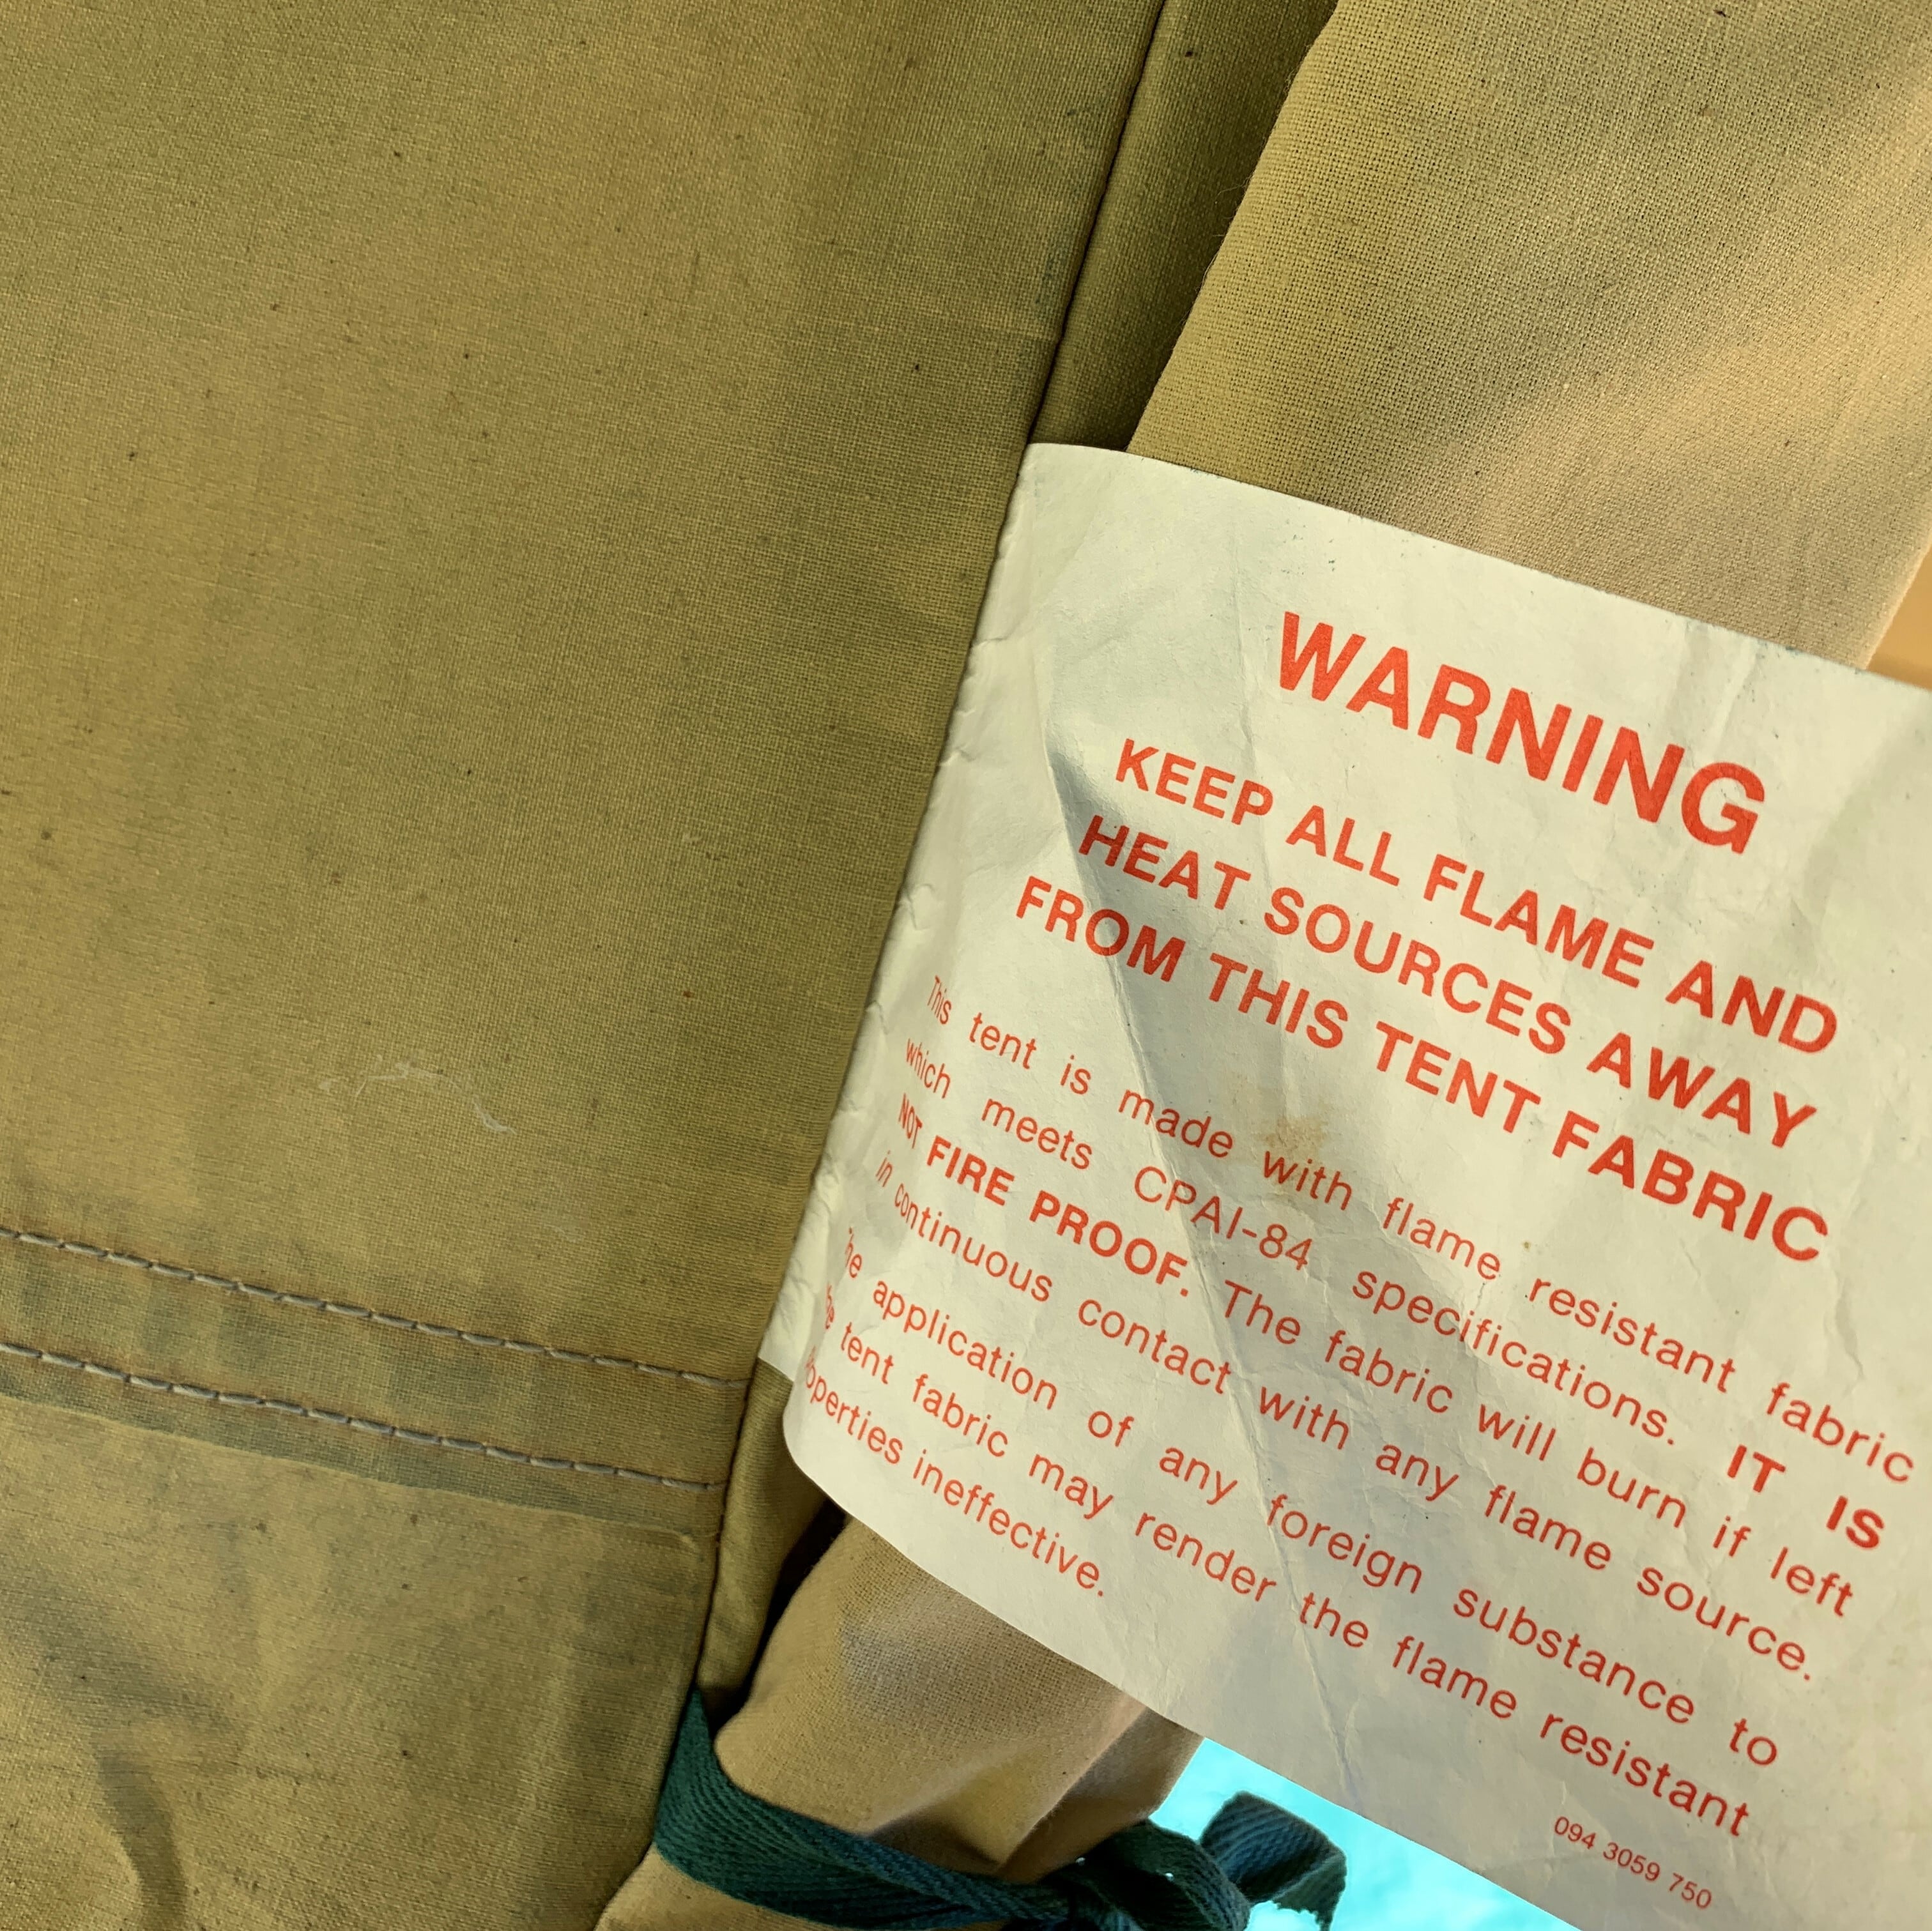 WARNING
KEEP ALL FLAME AND
HEAT SOURCES AWAY
FROM THIS TENT FABRIC
This tent is made with flame resistant fabric
which meets CPAI-84 specifications. IT IS
NOT FIRE PROOF. The fabric will burn if left
in continuous contact with any flame source.
The application of any foreign substance to
the tent fabric may render the flame resistant
operties ineffective.
094 3059 750